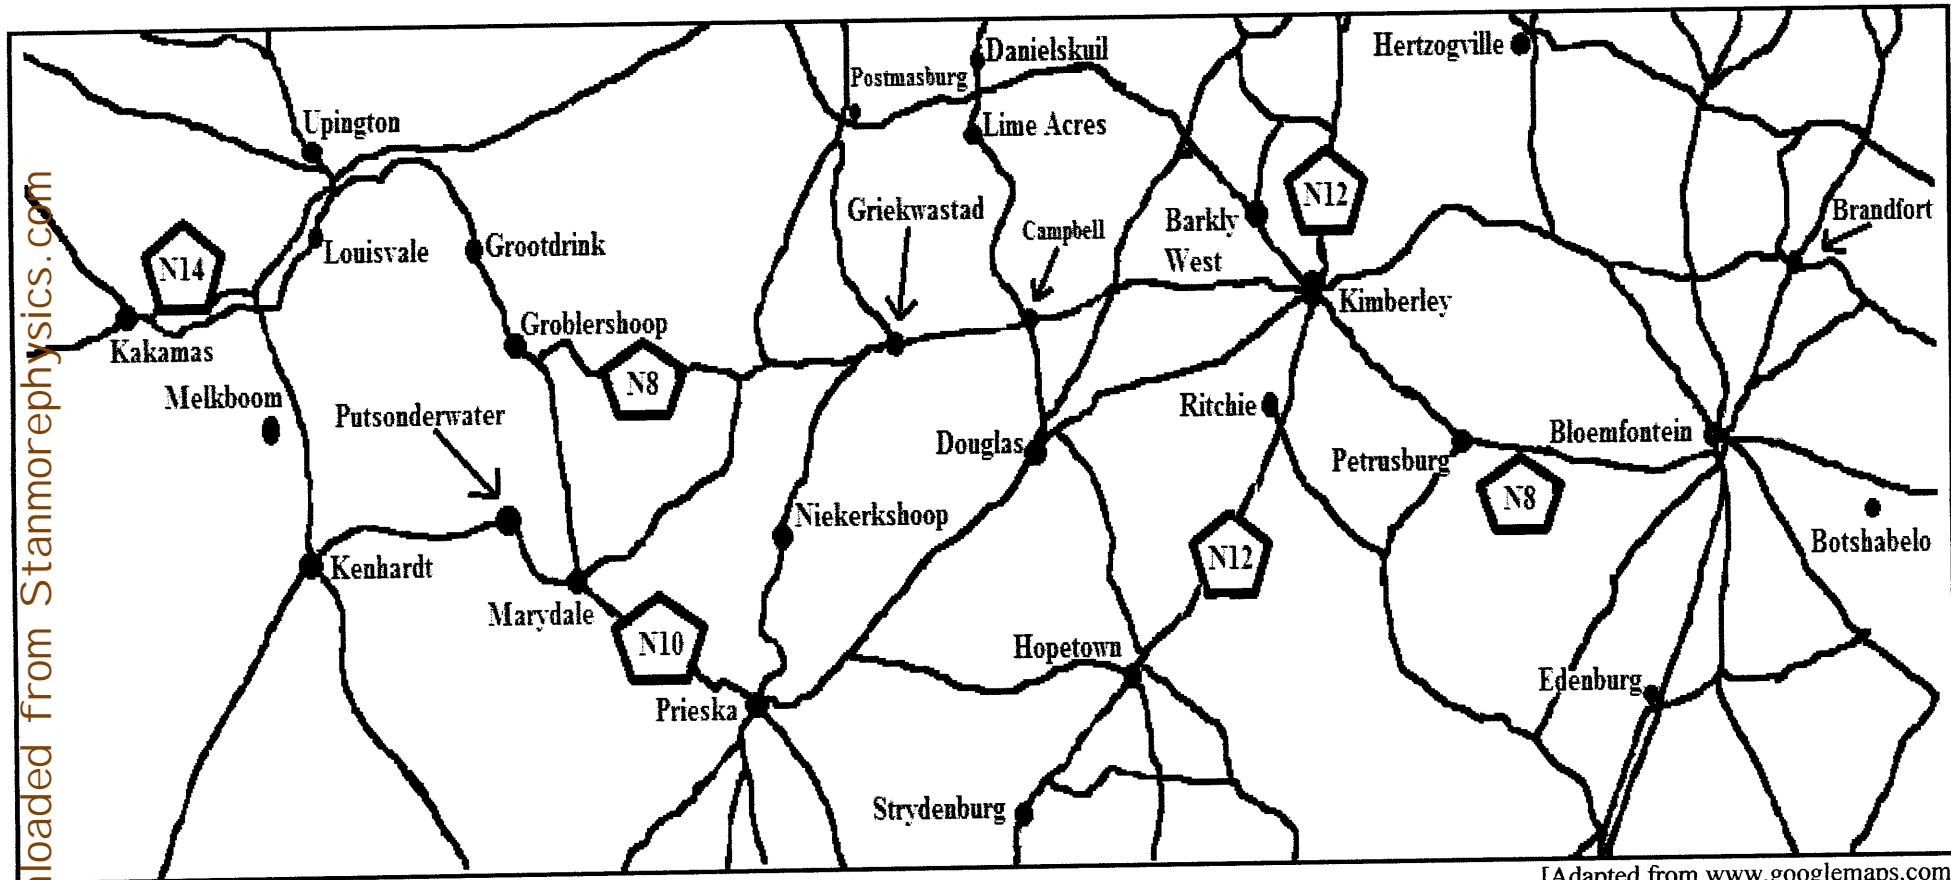 Hertzogville
Danielskuil
Postmasburg
Upington
Lime Acres
N12
Griekwastad
Brandfort
Campbell
Barkly
West
Louisvale
Grootdrink
N14
Kimberley
Groblershoop
Kakamas
N8
Melkboom
Putsonderwater
Ritchie
Bloemfontein
Douglas
Petrusburg
N8
Niekerkshoop
Botshabelo
N12
Kenhardt
Marydale
N10
Hopetown
Edenburg
Prieska
Strydenburg
[Adapted from www.googlemaps.com
nloaded from Stanmorephysics.com